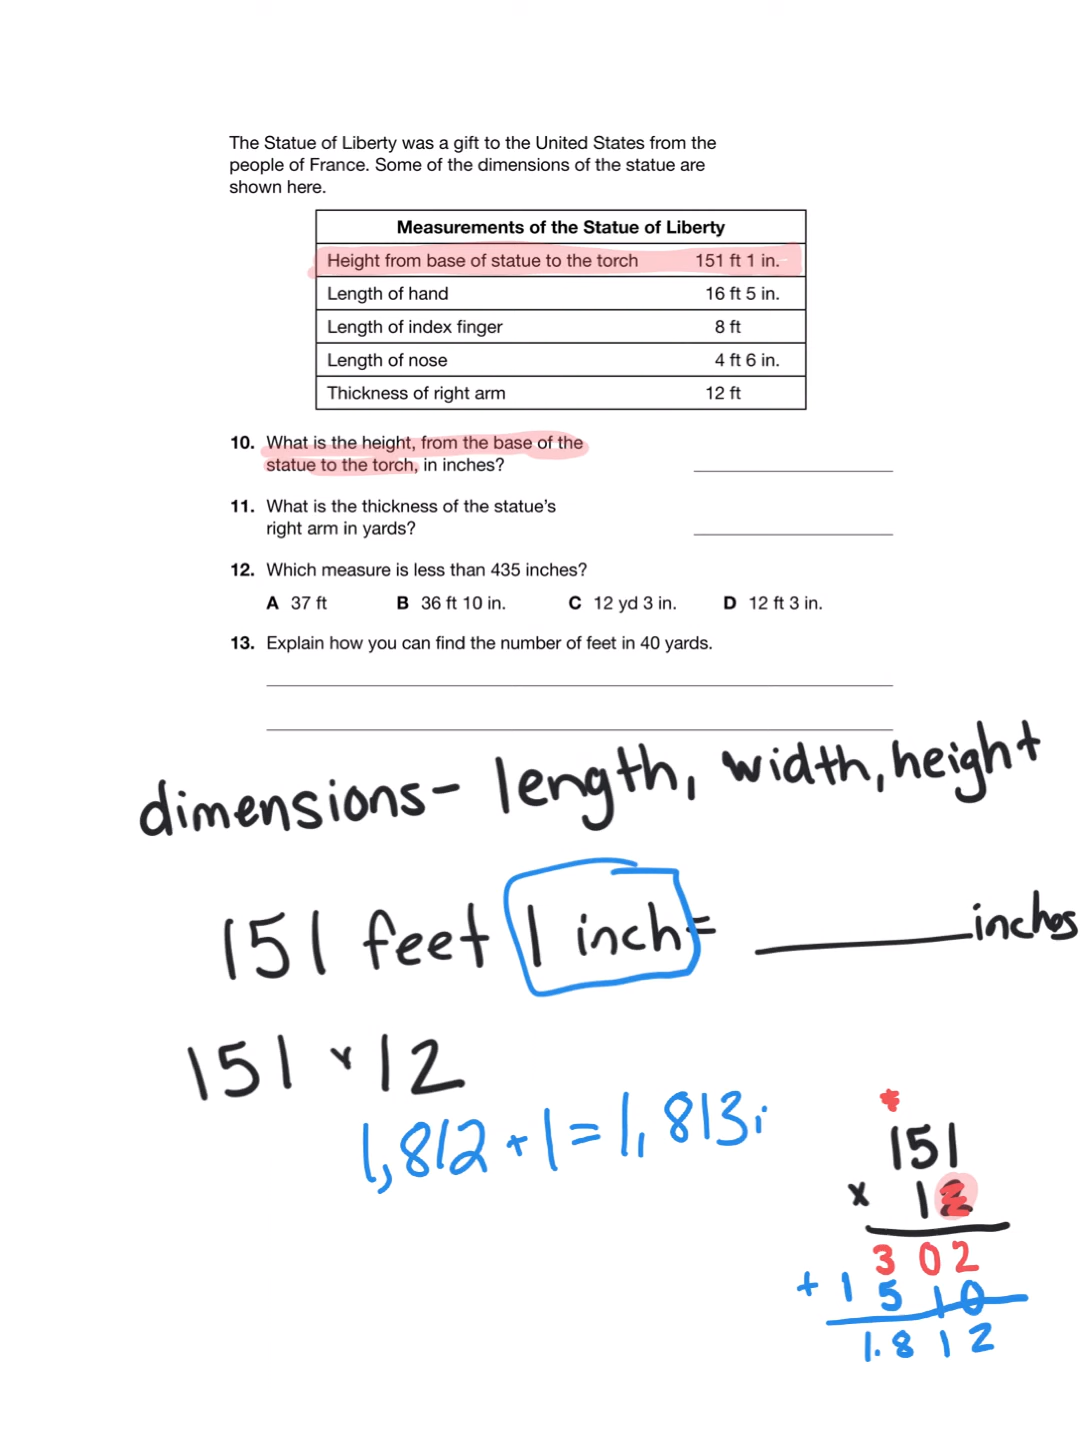 The Statue of Liberty was a gift to the United States from the
people of France. Some of the dimensions of the statue are
shown here.
Measurements of the Statue of Liberty
Height from base of statue to the torch 151 ft 1 in.
Length of hand 16 ft 5 in.
Length of index finger 8 ft
Length of nose 4 ft 6 in.
Thickness of right arm 12 ft
10. What is the height, from the base of the
statue to the torch, in inches?
11. What is the thickness of the statue's
right arm in yards?
12. Which measure is less than 435 inches?
A 37 ft B 36 ft 10 in. C 12 yd 3 in. D 12 ft 3 in.
13. Explain how you can find the number of feet in 40 yards.
dimensions- length, width, height
151 feet 1 inch = inches
151 x 12
1,812 + 1 = 1,813 i
151
x 12
302
+ 1510
1.812